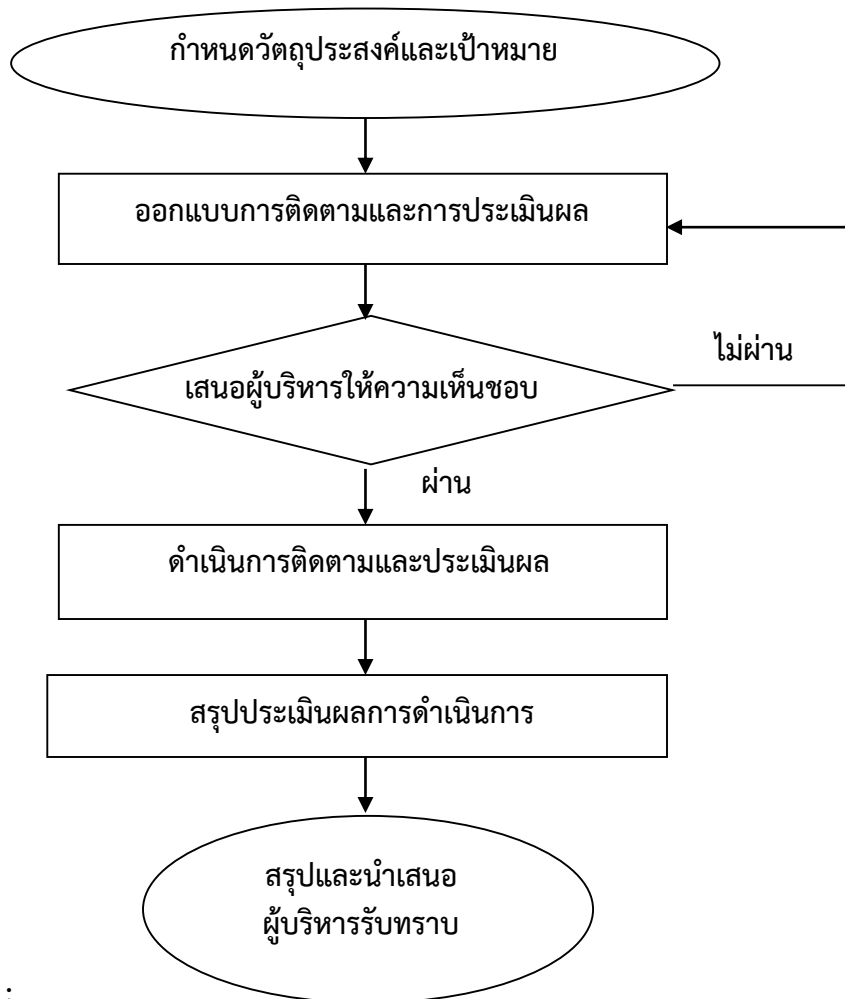 กำหนดวัตถุประสงค์และเป้าหมาย
ออกแบบการติดตามและการประเมินผล
ไม่ผ่าน
เสนอผู้บริหารให้ความเห็นชอบ
ผ่าน
ดำเนินการติดตามและประเมินผล
สรุปประเมินผลการดำเนินการ
สรุปและนำเสนอ
ผู้บริหารรับทราบ